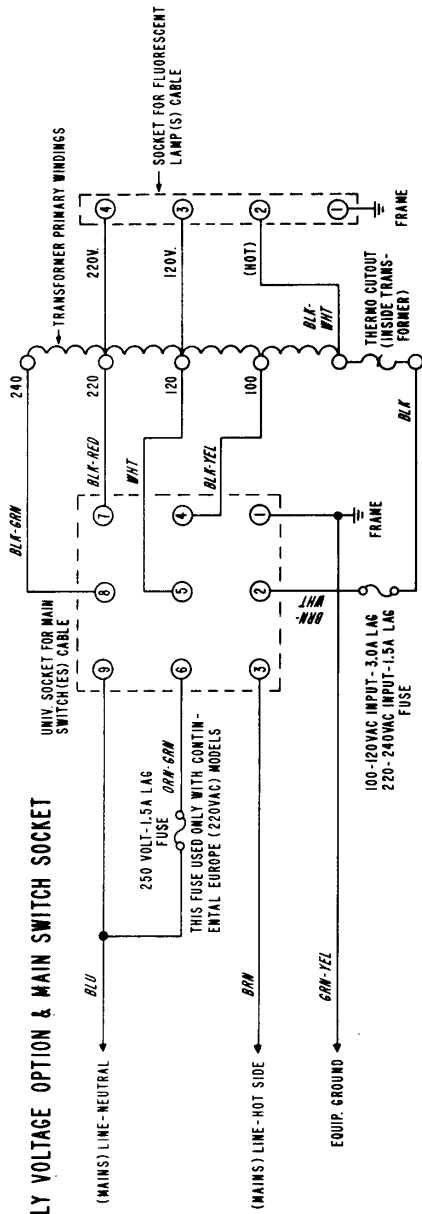 LY VOLTAGE OPTION & MAIN SWITCH SOCKET
(MAINS) LINE-NEUTRAL
BLU
250 VOLT-1.5A LAG
FUSE
ORN-GRN
THIS FUSE USED ONLY WITH CONTIN-
ENTAL EUROPE (220VAC) MODELS
(MAINS) LINE-HOT SIDE
BRN
EQUIP. GROUND
GRN-YEL
UNIV. SOCKET FOR MAIN
SWITCH(ES) CABLE
9
8
7
6
5
4
3
2
1
BRN-
WHT
FRAME
100-120VAC INPUT-3.0A LAG
220-240VAC INPUT-1.5A LAG
FUSE
BLK-GRN
BLK-RED
WHT
BLK-YEL
240
220
120
100
TRANSFORMER PRIMARY WINDINGS
BLK-
WHT
THERMO CUTOUT
(INSIDE TRANS-
FORMER)
BLK
SOCKET FOR FLUORESCENT
LAMP(S) CABLE
220V.
4
120V.
3
(HOT)
2
1
FRAME